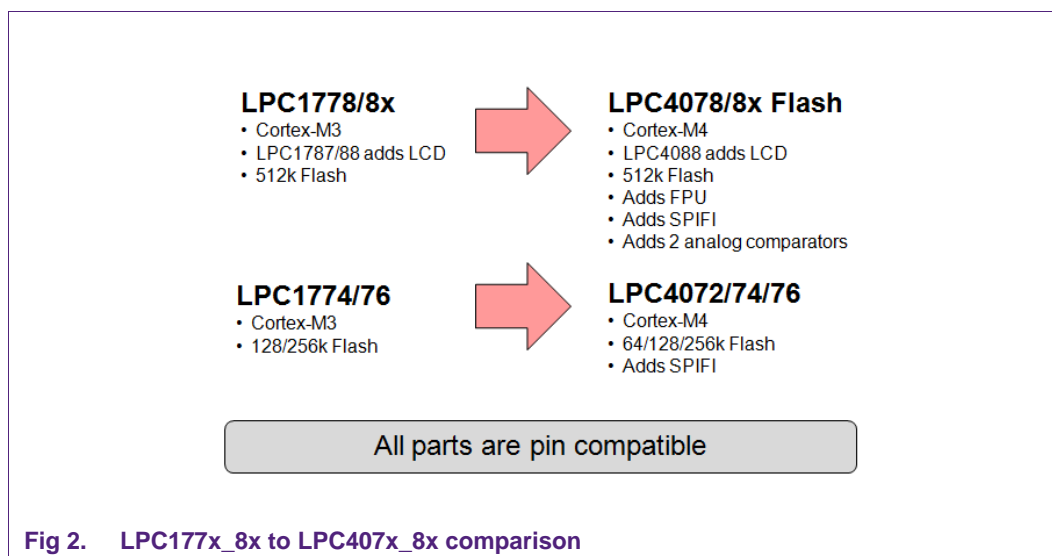 LPC1778/8x
• Cortex-M3
• LPC1787/88 adds LCD
• 512k Flash
LPC4078/8x Flash
• Cortex-M4
• LPC4088 adds LCD
• 512k Flash
• Adds FPU
• Adds SPIFI
• Adds 2 analog comparators
LPC1774/76
• Cortex-M3
• 128/256k Flash
LPC4072/74/76
• Cortex-M4
• 64/128/256k Flash
• Adds SPIFI
All parts are pin compatible
Fig 2. LPC177x_8x to LPC407x_8x comparison